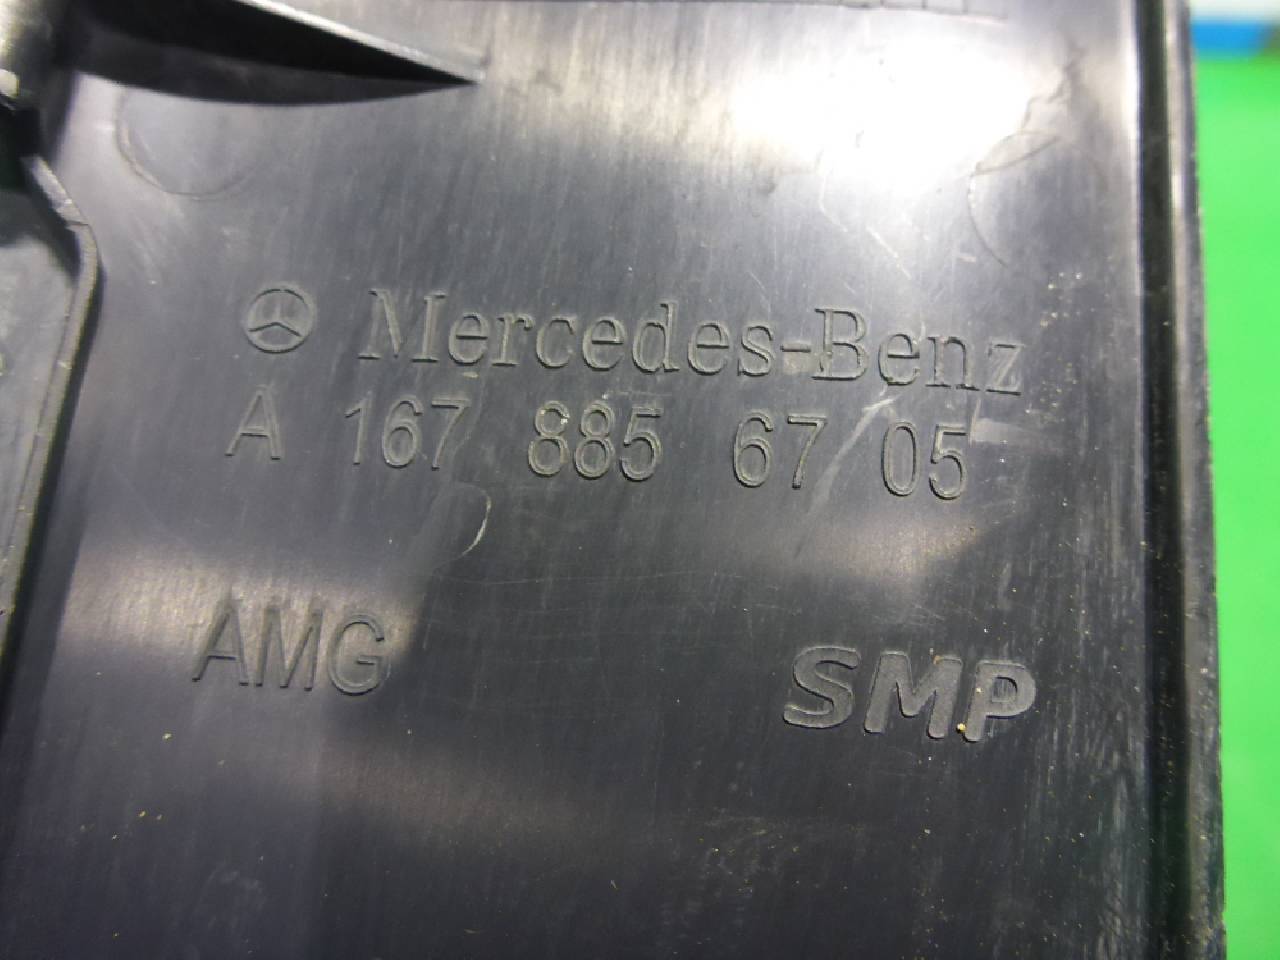 Mercedes-Benz
A 167 885 67 05
AMG
SMP